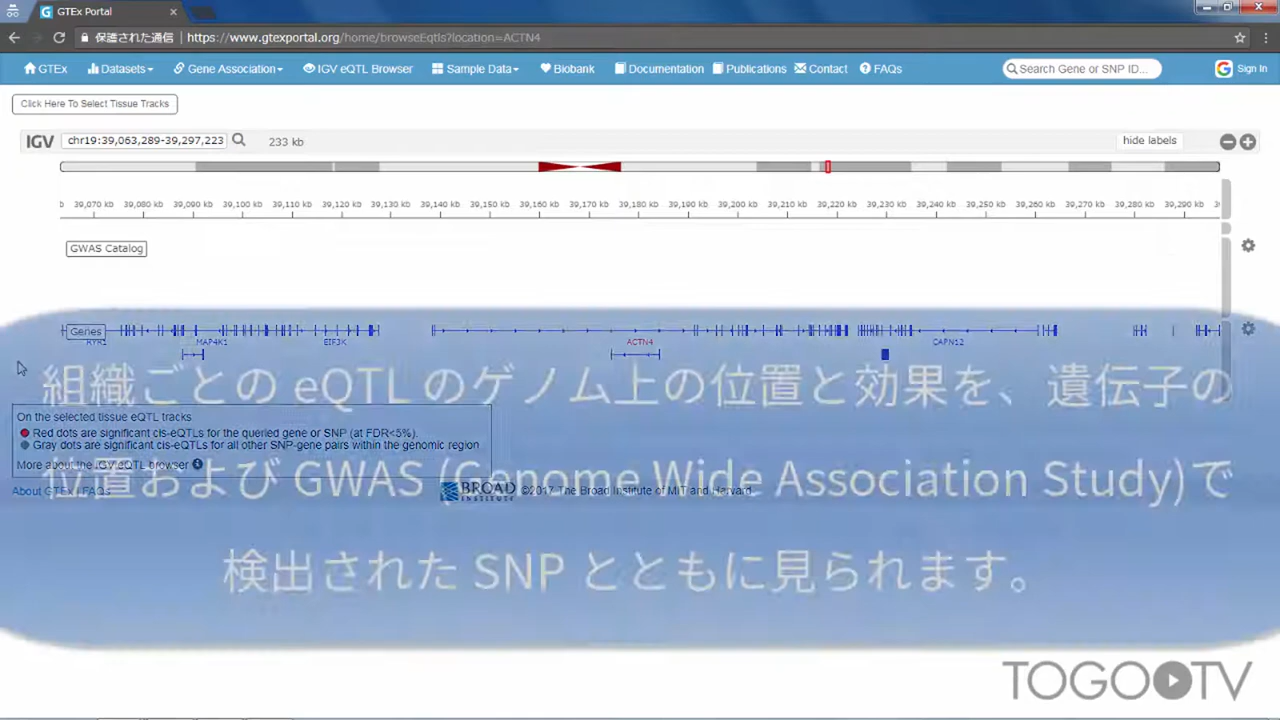 GTEx Portal
保護された通信 | https://www.gtexportal.org/home/browseEqtls?location=ACTN4
GTEx Datasets Gene Association IGV eQTL Browser Sample Data Biobank Documentation Publications Contact FAQs Search Gene or SNP ID... Sign In
Click Here To Select Tissue Tracks
IGV chr19:39,063,289-39,297,223 233 kb hide labels
39,070 kb 39,080 kb 39,090 kb 39,100 kb 39,110 kb 39,120 kb 39,130 kb 39,140 kb 39,150 kb 39,160 kb 39,170 kb 39,180 kb 39,190 kb 39,200 kb 39,210 kb 39,220 kb 39,230 kb 39,240 kb 39,250 kb 39,260 kb 39,270 kb 39,280 kb 39,290 kb
GWAS Catalog
Genes
RYR1 MAP4K1 EIF3K ACTN4 CAPN12
組織ごとの eQTL のゲノム上の位置と効果を、遺伝子の
位置および GWAS (Genome Wide Association Study)で
検出された SNP とともに見られます。
On the selected tissue eQTL tracks
Red dots are significant cis-eQTLs for the queried gene or SNP (at FDR<5%).
Gray dots are significant cis-eQTLs for all other SNP-gene pairs within the genomic region
More about the IGV eQTL browser
About GTEx | FAQs BROAD INSTITUTE ©2017 The Broad Institute of MIT and Harvard
TOGO TV